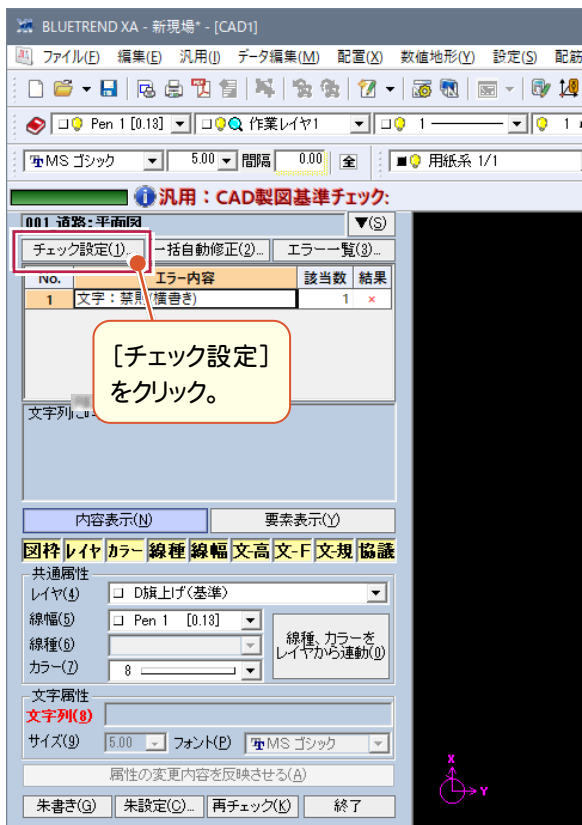 BLUETREND XA - 新現場* - [CAD1]
ファイル(F) 編集(E) 汎用(I) データ編集(M) 配置(X) 数値地形(Y) 設定(S) 配筋
Pen 1 [0.13] 作業レイヤ1 1 1
MS ゴシック 5.00 間隔 0.00 全 用紙系 1/1
汎用：CAD製図基準チェック:
001 道路:平面図 ▼(S)
チェック設定(1)... 一括自動修正(2)... エラー一覧(3)...
No. エラー内容 該当数 結果
1 文字：禁則(横書き) 1 ×
[チェック設定]
をクリック。
文字列に
内容表示(N) 要素表示(Y)
図枠 レイヤ カラー 線種 線幅 文-高 文-F 文-規 協議
共通属性
レイヤ(4) D旗上げ(基準)
線幅(5) Pen 1 [0.13]
線種(6)
線種、カラーを
レイヤから連動(0)
カラー(7) 8
文字属性
文字列(8)
サイズ(9) 5.00 フォント(P) MS ゴシック
属性の変更内容を反映させる(A)
朱書き(G) 朱設定(C)... 再チェック(K) 終了
X
Y